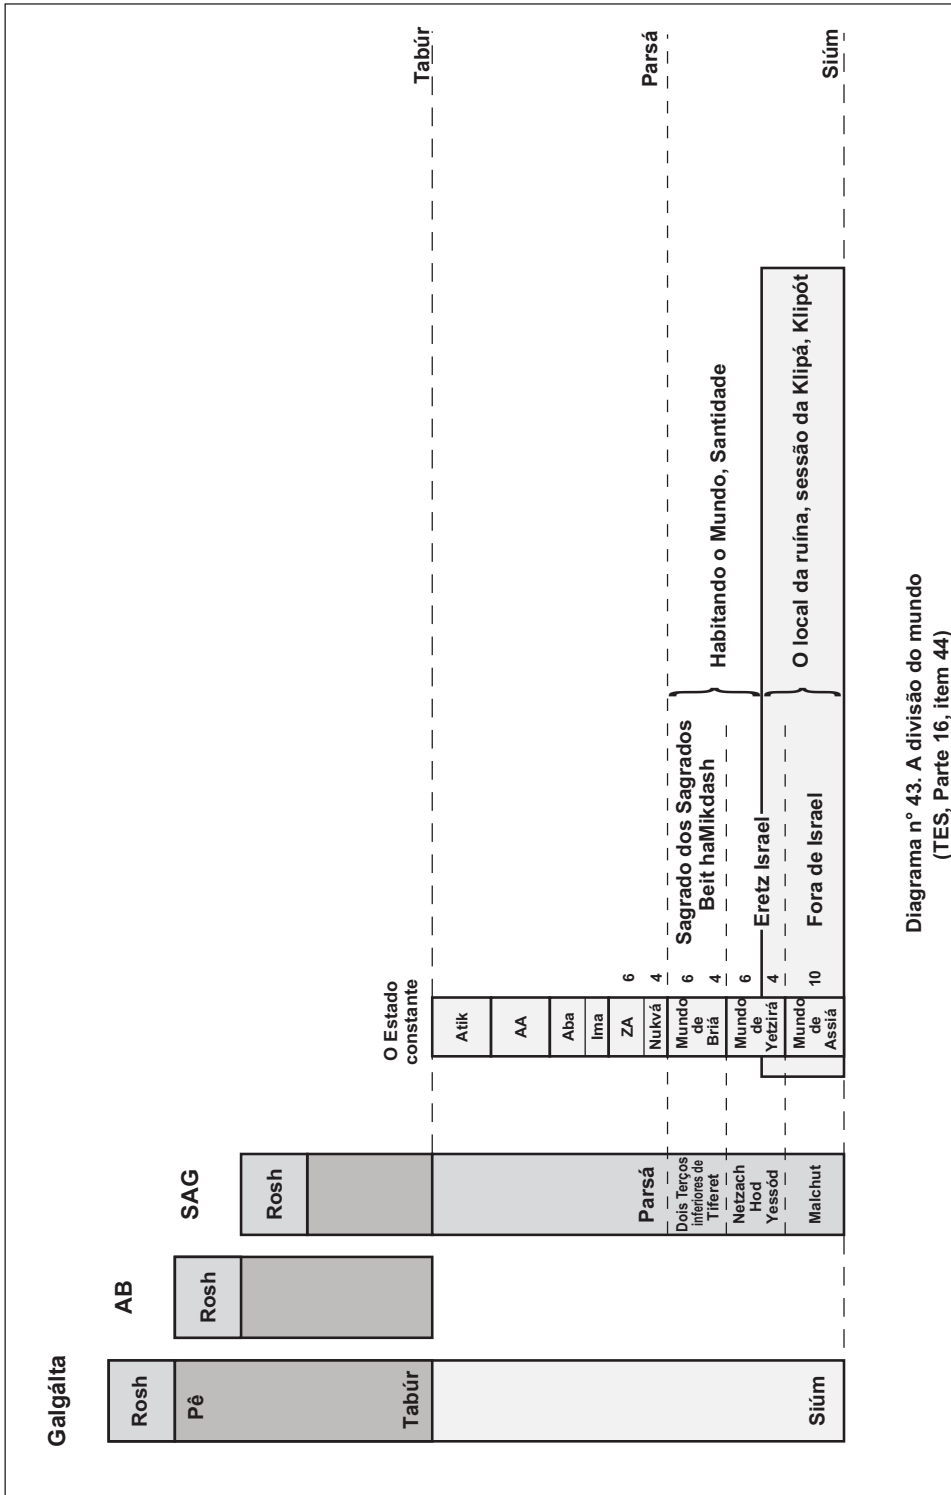 Galgálta
Rosh
Pê
Tabúr
Siúm
AB
Rosh
SAG
Rosh
Parsá
Dois Terços
inferiores de
Tiferet
Netzach
Hod
Yessód
Malchut
O Estado
constante
Atik
AA
Aba
Ima
ZA
6
Nukvá
4
Mundo
de
Briá
6
4
Mundo
de
Yetzirá
6
4
Mundo
de
Assiá
10
Sagrado dos Sagrados
Beit haMikdash
Eretz Israel
Fora de Israel
Habitando o Mundo, Santidade
O local da ruína, sessão da Klipá, Klipót
Tabúr
Parsá
Siúm
Diagrama n° 43. A divisão do mundo
(TES, Parte 16, item 44)